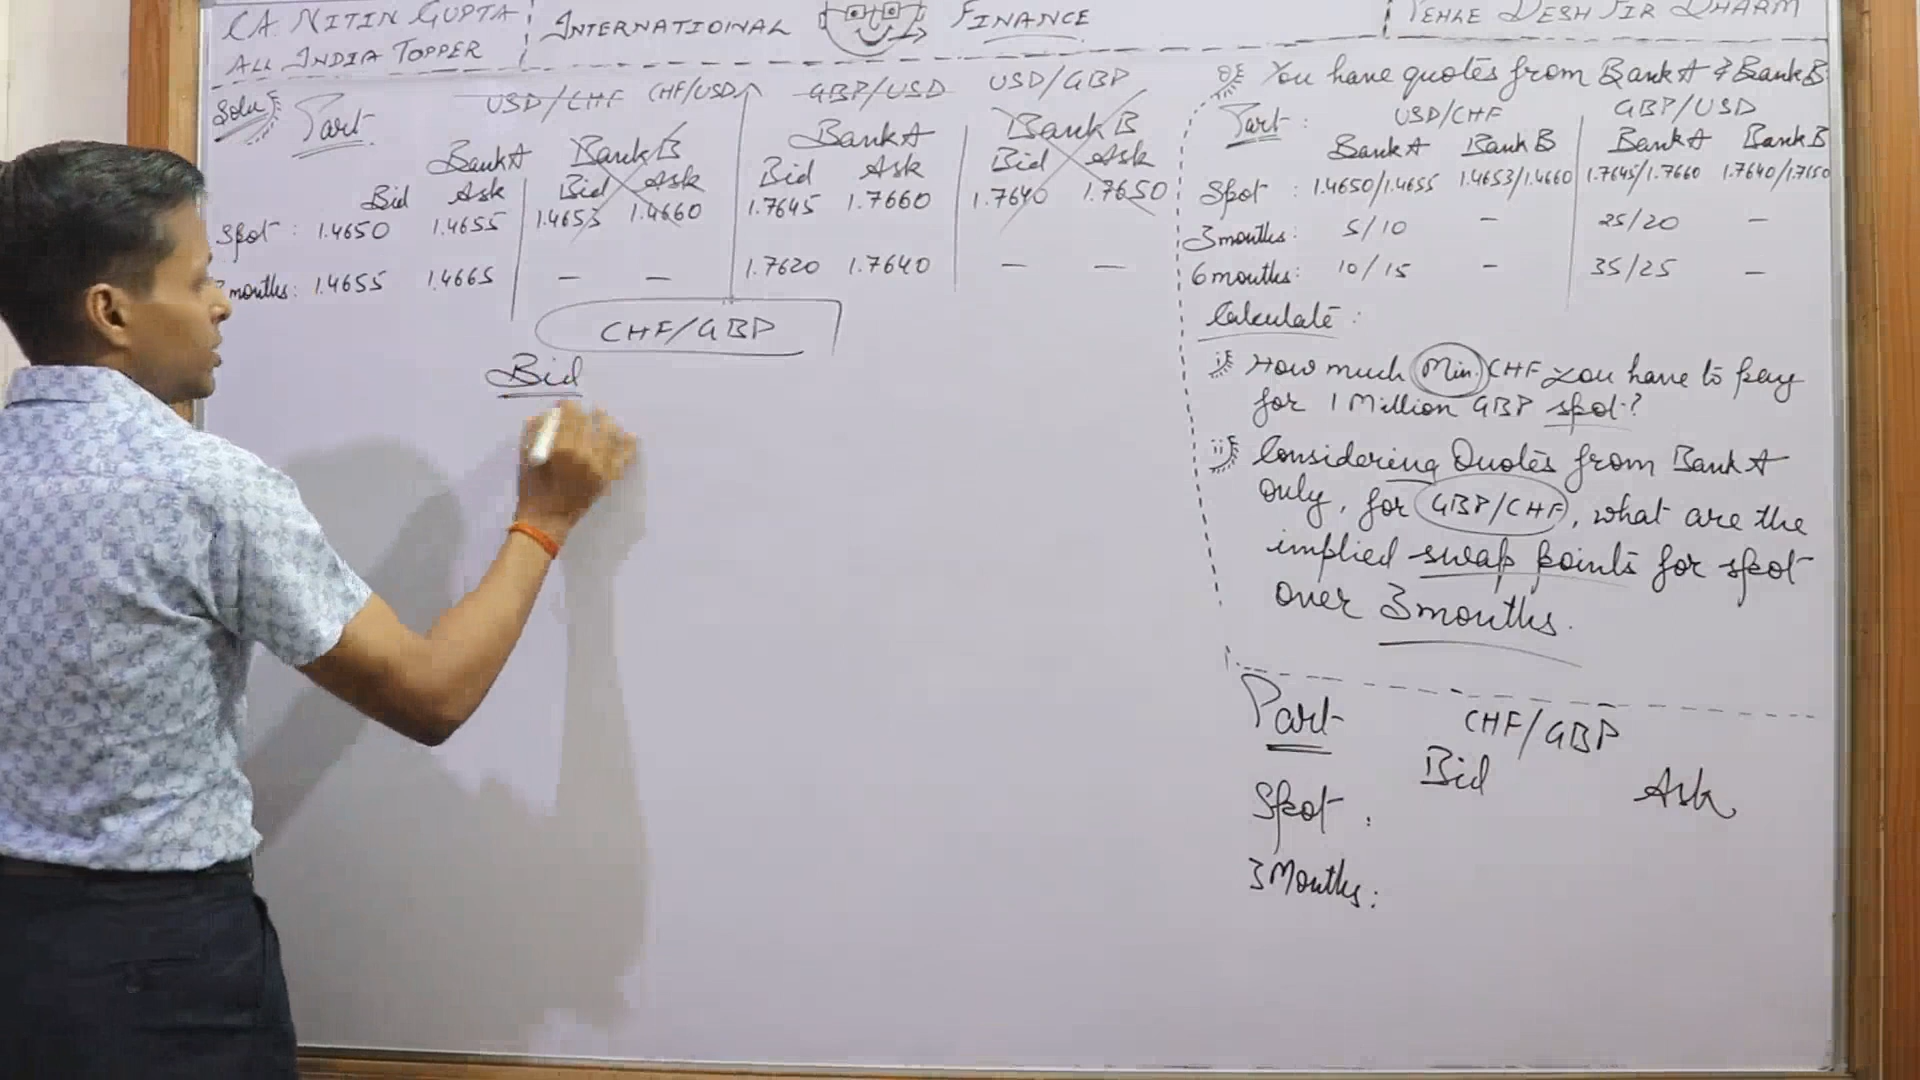 CA. NITIN GUPTA
ALL INDIA TOPPER
INTERNATIONAL FINANCE
PEHLE DESH FIR DHARM
Solu
Part.
USD/CHF CHF/USD
GBP/USD
USD/GBP
Bank A
Bank B
Bank A
Bank B
Bid Ask Bid Ask Bid Ask Bid Ask
Spot : 1.4650 1.4655 1.4653 1.4660 1.7645 1.7660 1.7640 1.7650
months: 1.4655 1.4665 – – 1.7620 1.7640 – –
CHF/GBP
Bid
You have quotes from Bank A & Bank B
Part : USD/CHF GBP/USD
Bank A Bank B Bank A Bank B
Spot : 1.4650/1.4655 1.4653/1.4660 1.7645/1.7660 1.7640/1.7650
3months: 5/10 – 25/20 –
6 months: 10/15 – 35/25 –
Calculate :
i) How much Min. CHF you have to pay
for 1 Million GBP spot?
ii) Considering Quotes from Bank A
only, for GBP/CHF, what are the
implied swap points for spot
over 3months.
Part CHF/GBP
Bid Ask
Spot :
3 Months: